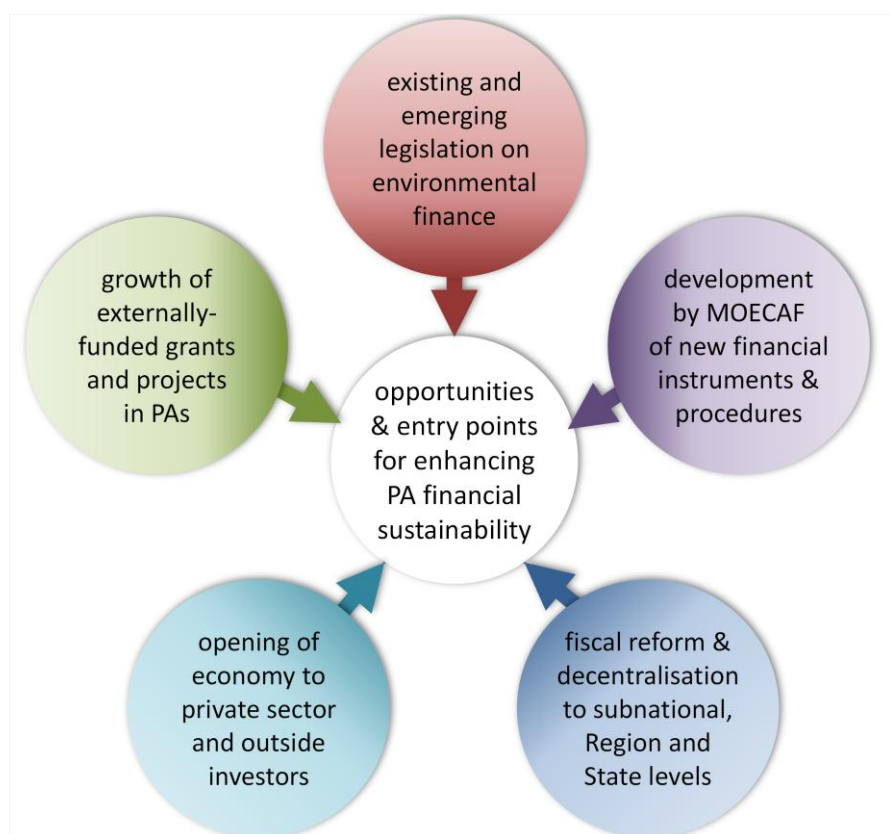 existing and
emerging
legislation on
environmental
finance
growth of
externally-
funded grants
and projects
in PAs
development
by MOECAF
of new financial
instruments &
procedures
opportunities
& entry points
for enhancing
PA financial
sustainability
opening of
economy to
private sector
and outside
investors
fiscal reform &
decentralisation
to subnational,
Region and
State levels